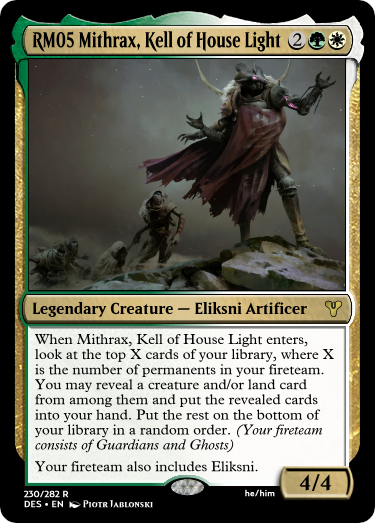 RM05 Mithrax, Kell of House Light 2
Legendary Creature — Eliksni Artificer
When Mithrax, Kell of House Light enters,
look at the top X cards of your library, where X
is the number of permanents in your fireteam.
You may reveal a creature and/or land card
from among them and put the revealed cards
into your hand. Put the rest on the bottom of
your library in a random order. (Your fireteam
consists of Guardians and Ghosts)
Your fireteam also includes Eliksni.
4/4
230/282 R
he/him
DES • EN Piotr Jabłoński